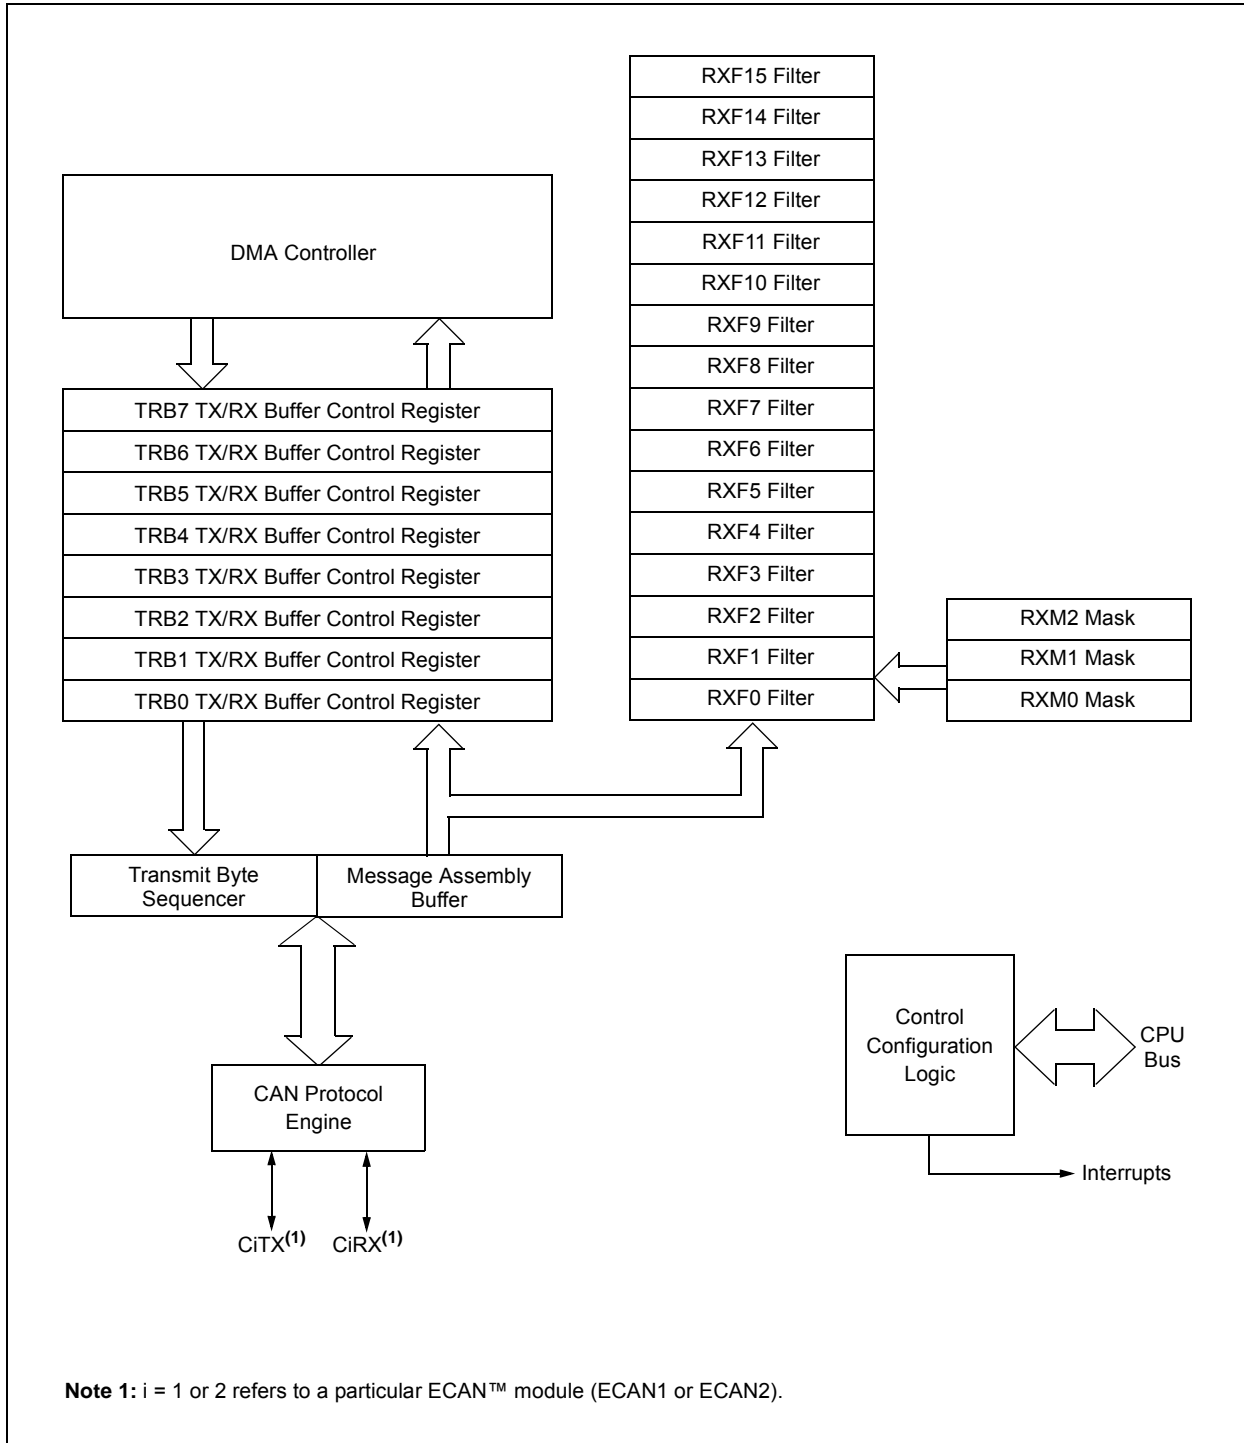 RXF15 Filter
RXF14 Filter
RXF13 Filter
RXF12 Filter
RXF11 Filter
RXF10 Filter
RXF9 Filter
RXF8 Filter
RXF7 Filter
RXF6 Filter
RXF5 Filter
RXF4 Filter
RXF3 Filter
RXF2 Filter
RXF1 Filter
RXF0 Filter
DMA Controller
TRB7 TX/RX Buffer Control Register
TRB6 TX/RX Buffer Control Register
TRB5 TX/RX Buffer Control Register
TRB4 TX/RX Buffer Control Register
TRB3 TX/RX Buffer Control Register
TRB2 TX/RX Buffer Control Register
TRB1 TX/RX Buffer Control Register
TRB0 TX/RX Buffer Control Register
RXM2 Mask
RXM1 Mask
RXM0 Mask
Transmit Byte
Sequencer
Message Assembly
Buffer
Control
Configuration
Logic
CPU
Bus
CAN Protocol
Engine
Interrupts
CiTX(1)
CiRX(1)
Note 1: i = 1 or 2 refers to a particular ECAN™ module (ECAN1 or ECAN2).